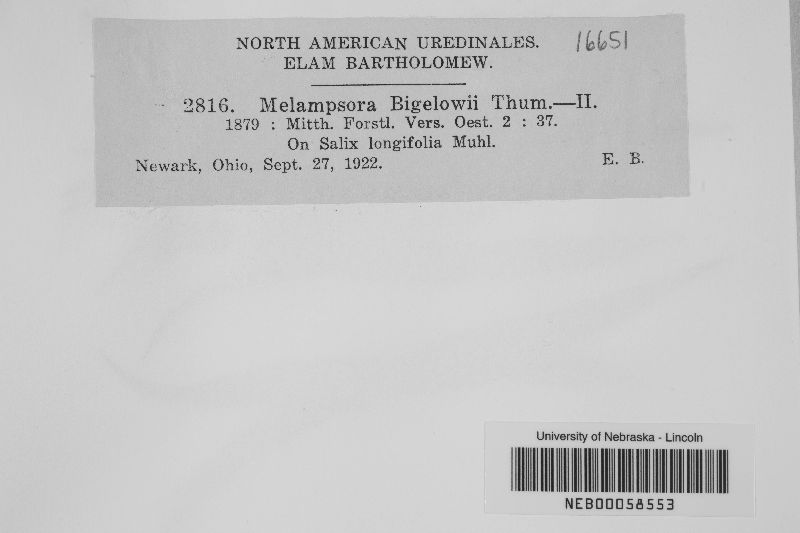 NORTH AMERICAN UREDINALES. 16651
ELAM BARTHOLOMEW.
2816. Melampsora Bigelowii Thum.—II.
1879 : Mitth. Forstl. Vers. Oest. 2 : 37.
On Salix longifolia Muhl.
Newark, Ohio, Sept. 27, 1922. E. B.
University of Nebraska - Lincoln
NEB00058553